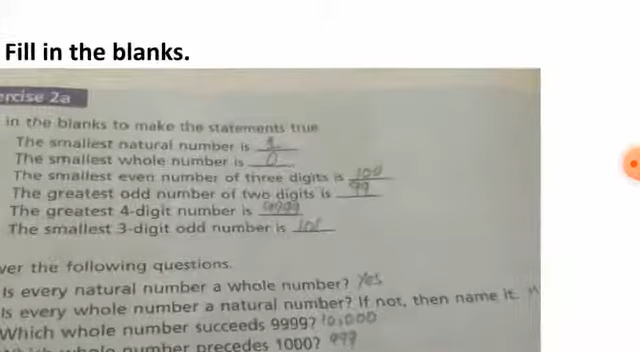 Fill in the blanks.
ercise 2a
in the blanks to make the statements true
The smallest natural number is 1
The smallest whole number is 0
The smallest even number of three digits is 100
The greatest odd number of two digits is 99
The greatest 4-digit number is 9999
The smallest 3-digit odd number is 101
ver the following questions.
Is every natural number a whole number? Yes
Is every whole number a natural number? If not, then name it.
Which whole number succeeds 9999? 10,000
Which whole number precedes 1000? 999